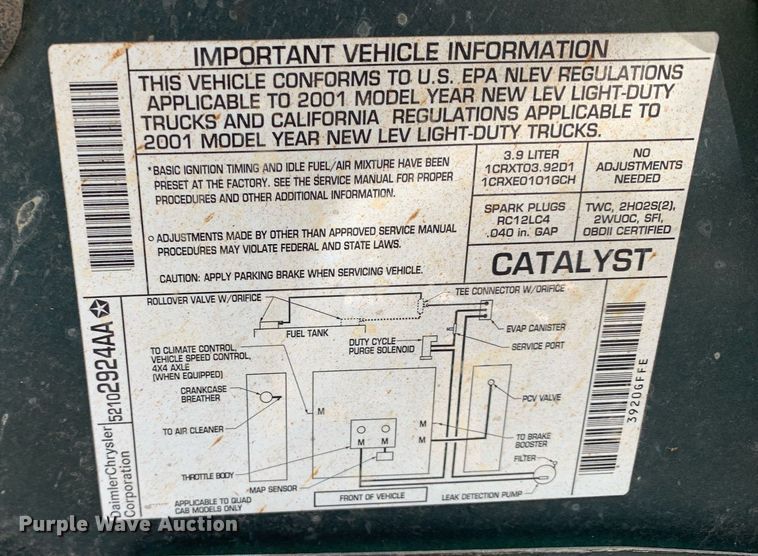 IMPORTANT VEHICLE INFORMATION
THIS VEHICLE CONFORMS TO U.S. EPA NLEV REGULATIONS
APPLICABLE TO 2001 MODEL YEAR NEW LEV LIGHT-DUTY
TRUCKS AND CALIFORNIA REGULATIONS APPLICABLE TO
2001 MODEL YEAR NEW LEV LIGHT-DUTY TRUCKS.
*BASIC IGNITION TIMING AND IDLE FUEL/AIR MIXTURE HAVE BEEN
PRESET AT THE FACTORY. SEE THE SERVICE MANUAL FOR PROPER
PROCEDURES AND OTHER ADDITIONAL INFORMATION.
○ ADJUSTMENTS MADE BY OTHER THAN APPROVED SERVICE MANUAL
PROCEDURES MAY VIOLATE FEDERAL AND STATE LAWS.
CAUTION: APPLY PARKING BRAKE WHEN SERVICING VEHICLE.
3.9 LITER
1CRXT03.92D1
1CRXE0101GCH
NO
ADJUSTMENTS
NEEDED
SPARK PLUGS
RC12LC4
.040 in. GAP
TWC, 2HO2S(2),
2WUOC, SFI,
OBDII CERTIFIED
CATALYST
ROLLOVER VALVE W/ORIFICE
TEE CONNECTOR W/ORIFICE
FUEL TANK
DUTY CYCLE
PURGE SOLENOID
EVAP CANISTER
SERVICE PORT
TO CLIMATE CONTROL,
VEHICLE SPEED CONTROL,
4X4 AXLE
(WHEN EQUIPPED)
CRANKCASE
BREATHER
PCV VALVE
M
M
M
M
M
TO AIR CLEANER
TO BRAKE
BOOSTER
THROTTLE BODY
MAP SENSOR
FILTER
APPLICABLE TO QUAD
CAB MODELS ONLY
FRONT OF VEHICLE
LEAK DETECTION PUMP
DaimlerChrysler
Corporation
52102924AA
3920GFFE
Purple Wave Auction